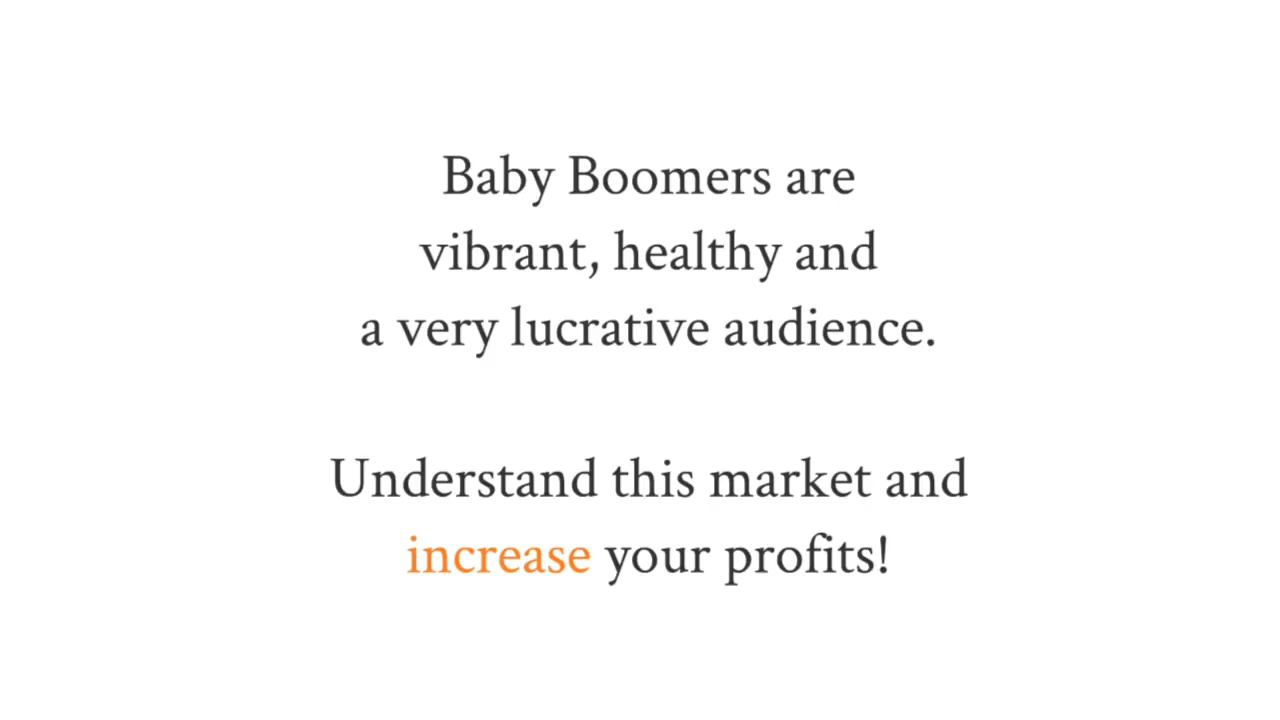 Baby Boomers are
vibrant, healthy and
a very lucrative audience.
Understand this market and
increase your profits!